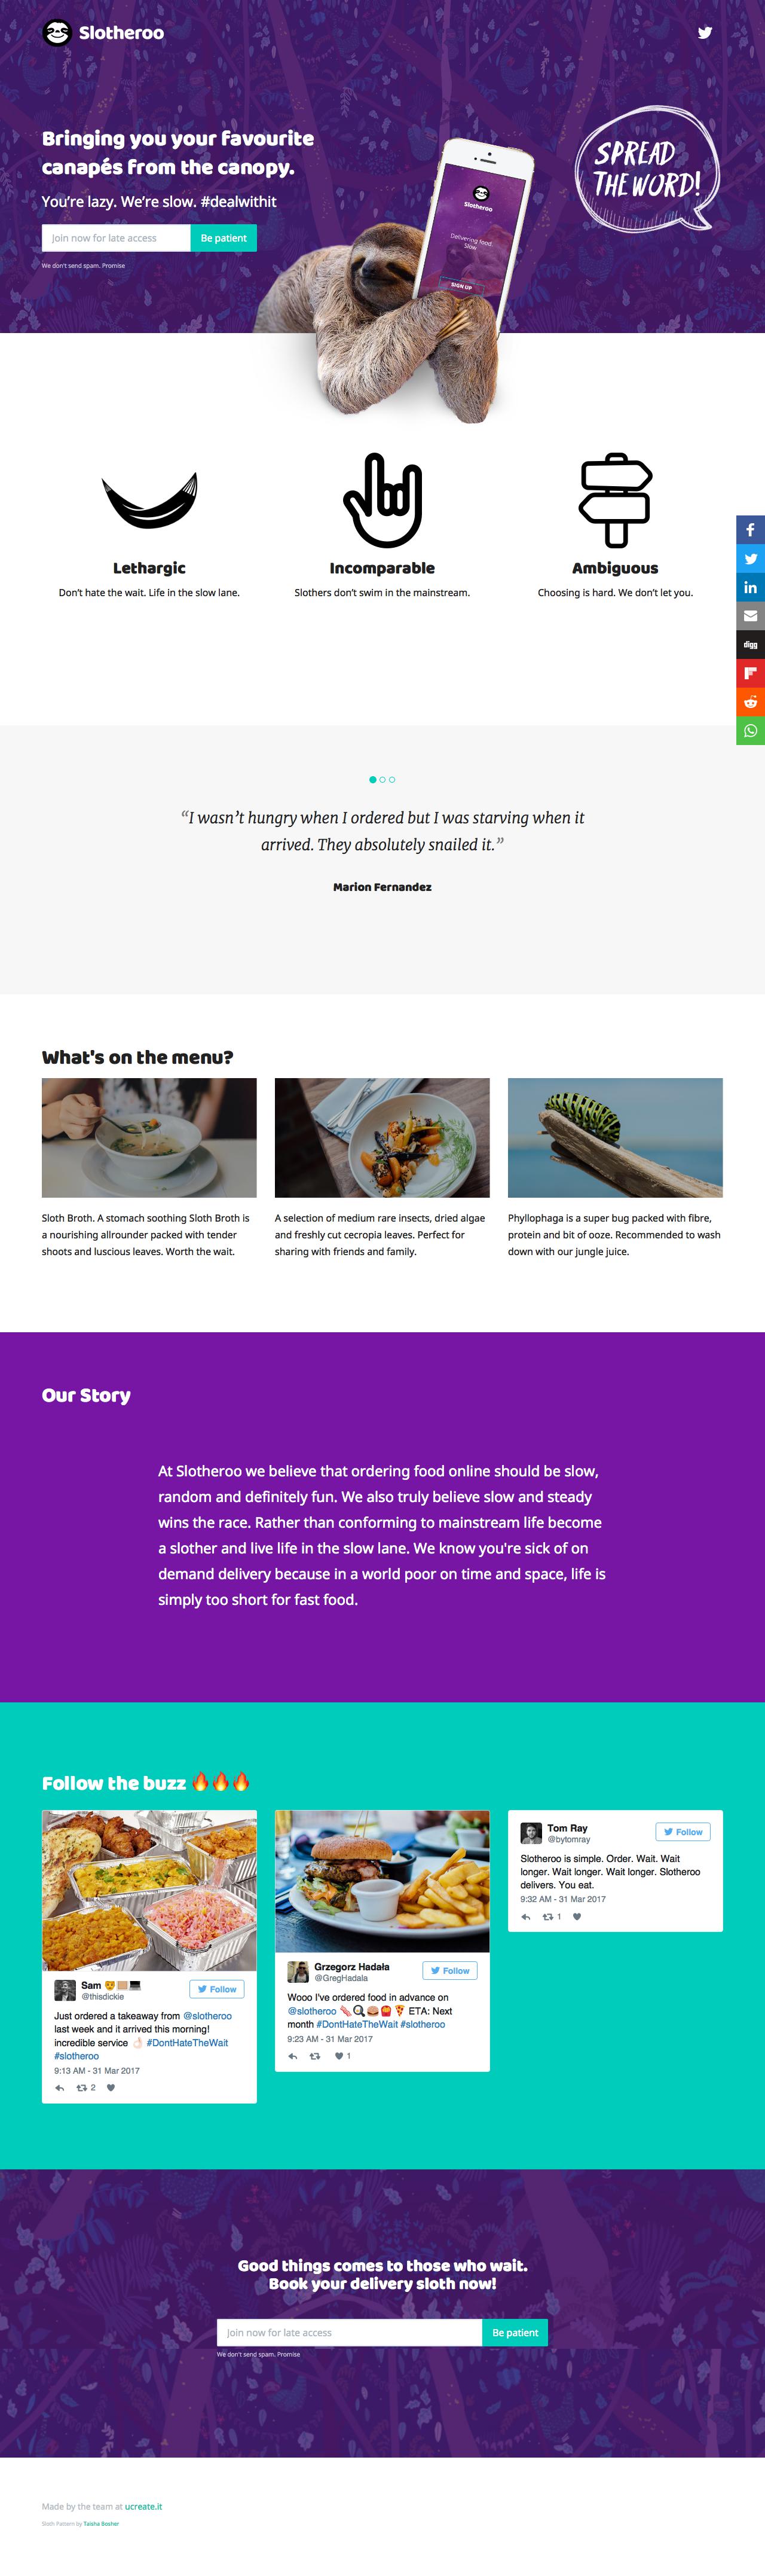 Slotheroo
Bringing you your favourite
canapés from the canopy.
You're lazy. We're slow. #dealwithit
Join now for late access
Be patient
We don't send spam. Promise
Slotheroo
Delivering food.
Slow
SIGN UP
SPREAD
THE WORD!
Lethargic
Don't hate the wait. Life in the slow lane.
Incomparable
Slothers don't swim in the mainstream.
Ambiguous
Choosing is hard. We don't let you.
digg
“I wasn't hungry when I ordered but I was starving when it
arrived. They absolutely snailed it.”
Marion Fernandez
What's on the menu?
Sloth Broth. A stomach soothing Sloth Broth is
a nourishing allrounder packed with tender
shoots and luscious leaves. Worth the wait.
A selection of medium rare insects, dried algae
and freshly cut cecropia leaves. Perfect for
sharing with friends and family.
Phyllophaga is a super bug packed with fibre,
protein and bit of ooze. Recommended to wash
down with our jungle juice.
Our Story
At Slotheroo we believe that ordering food online should be slow,
random and definitely fun. We also truly believe slow and steady
wins the race. Rather than conforming to mainstream life become
a slother and live life in the slow lane. We know you're sick of on
demand delivery because in a world poor on time and space, life is
simply too short for fast food.
Follow the buzz 🔥🔥🔥
Sam
@thisdickie
Follow
Just ordered a takeaway from @slotheroo
last week and it arrived this morning!
incredible service 👌🏻 #DontHateTheWait
#slotheroo
9:13 AM - 31 Mar 2017
2
Grzegorz Hadała
@GregHadala
Follow
Wooo I've ordered food in advance on
@slotheroo 🥓🍳🍔🍟🍕 ETA: Next
month #DontHateTheWait #slotheroo
9:23 AM - 31 Mar 2017
1
Tom Ray
@bytomray
Follow
Slotheroo is simple. Order. Wait. Wait
longer. Wait longer. Wait longer. Slotheroo
delivers. You eat.
9:32 AM - 31 Mar 2017
1
Good things comes to those who wait.
Book your delivery sloth now!
Join now for late access
Be patient
We don't send spam. Promise
Made by the team at ucreate.it
Sloth Pattern by Taisha Bosher